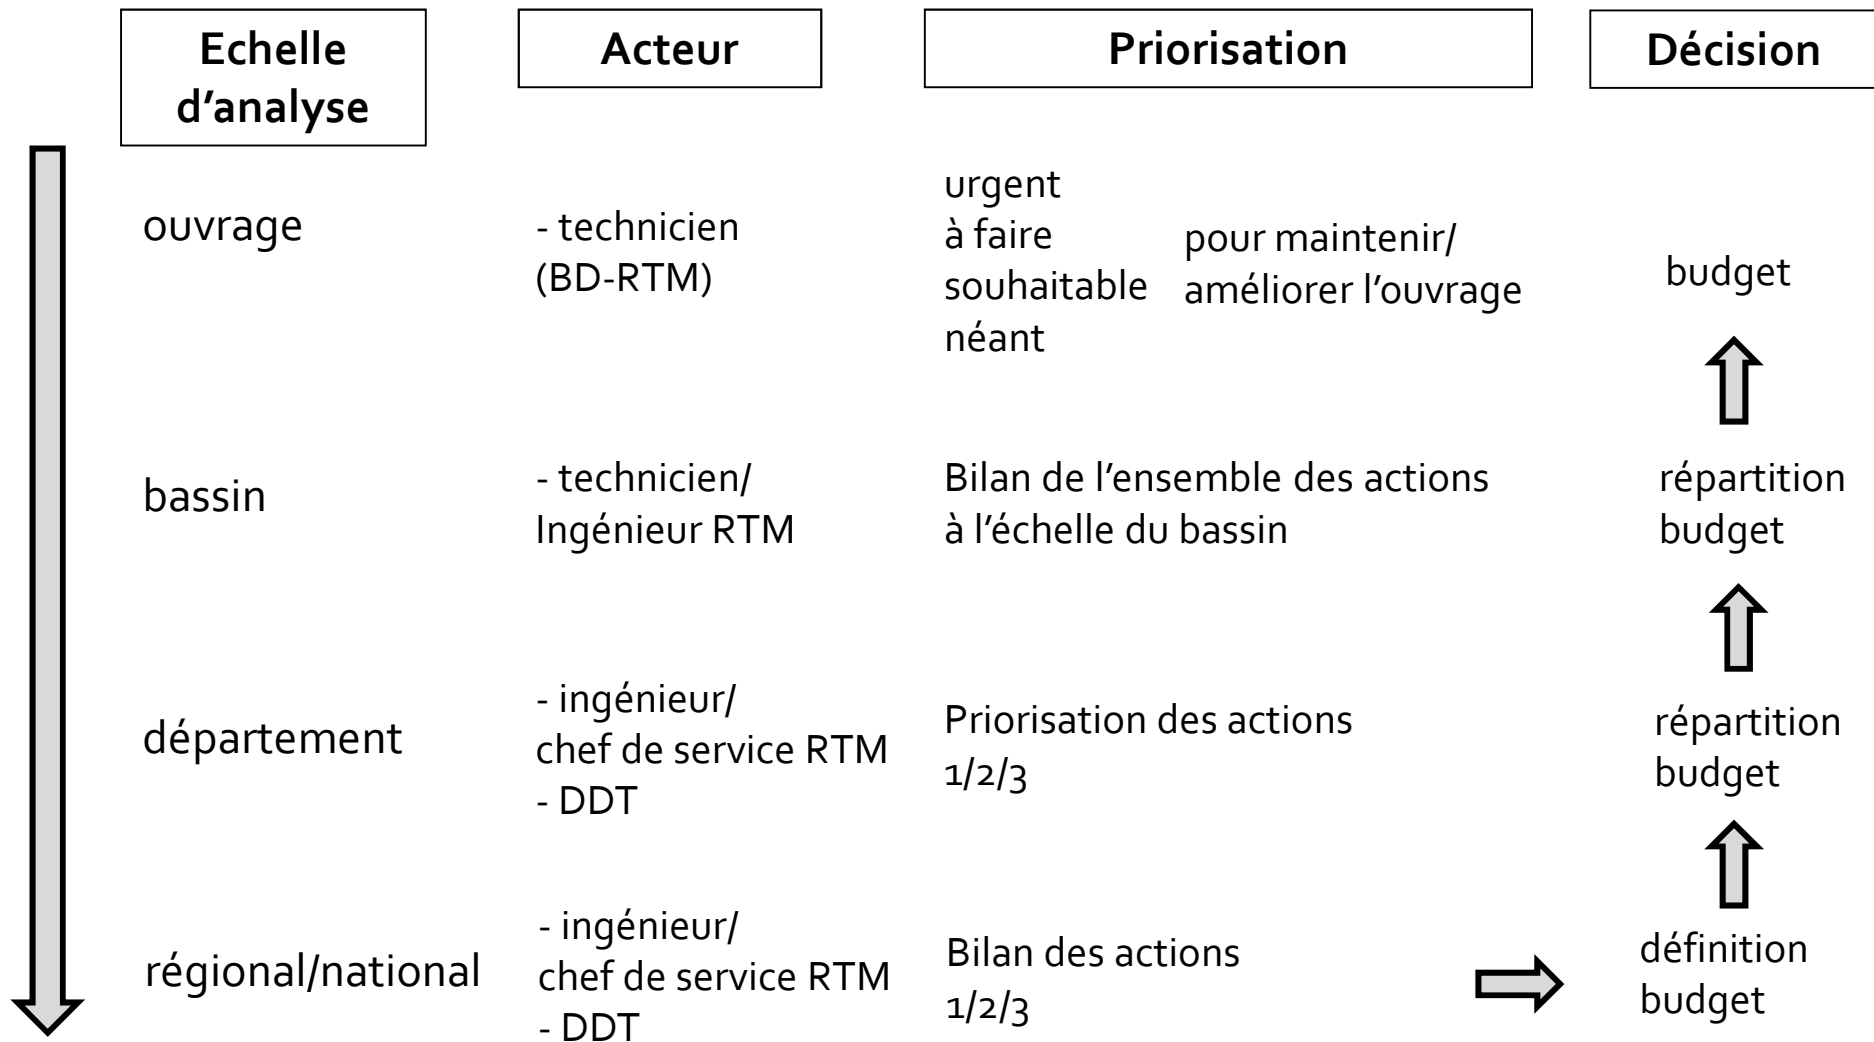 Echelle
d'analyse
Acteur
Priorisation
Décision
ouvrage
- technicien
(BD-RTM)
urgent
à faire
souhaitable
néant
pour maintenir/
améliorer l'ouvrage
budget
bassin
- technicien/
Ingénieur RTM
Bilan de l'ensemble des actions
à l'échelle du bassin
répartition
budget
département
- ingénieur/
chef de service RTM
- DDT
Priorisation des actions
1/2/3
répartition
budget
régional/national
- ingénieur/
chef de service RTM
- DDT
Bilan des actions
1/2/3
définition
budget